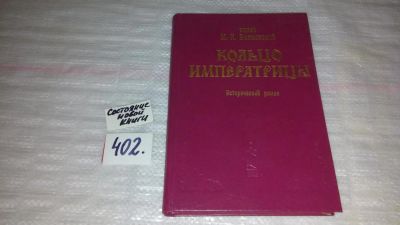 КОЛЬЦО
ИМПЕРАТРИЦЫ
Исторический роман
Состояние
новой
книги
402.